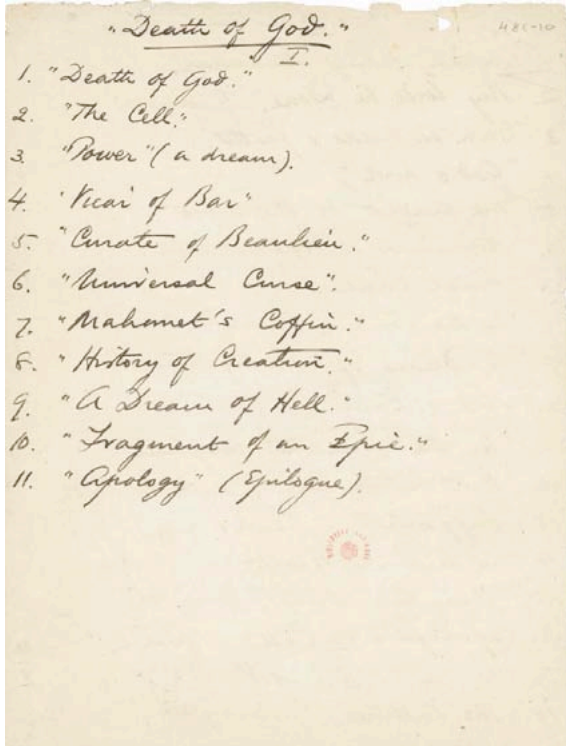 "Death of God."
48E-10
I.
1. "Death of God."
2. "The Cell."
3. "Power" (a dream).
4. "Vicar of Bar"
5. "Curate of Beaulieu."
6. "Universal Curse".
7. "Mahomet's Coffin."
8. "History of Creation."
9. "A Dream of Hell."
10. "Fragment of an Epic."
11. "Apology" (Epilogue).